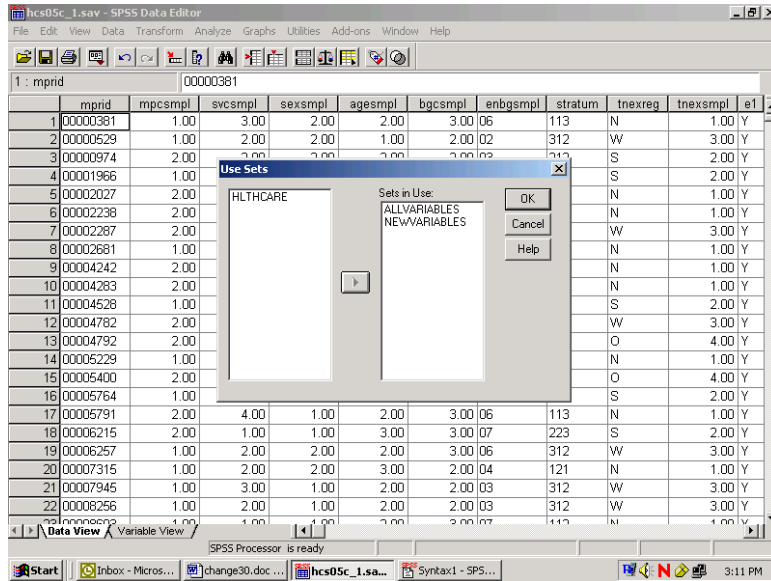 hcs05c_1.sav - SPSS Data Editor
File Edit View Data Transform Analyze Graphs Utilities Add-ons Window Help
1 : mprid 00000381
mprid mpcsmpl svcsmpl sexsmpl agesmpl bgcsmpl enbgsmpl stratum tnexreg tnexsmpl e1
1 00000381 1.00 3.00 2.00 2.00 3.00 06 113 N 1.00 Y
2 00000529 1.00 2.00 2.00 1.00 2.00 02 312 W 3.00 Y
3 00000974 2.00 S 2.00 Y
4 00001966 1.00 S 2.00 Y
5 00002027 2.00 N 1.00 Y
6 00002238 2.00 N 1.00 Y
7 00002287 2.00 W 3.00 Y
8 00002681 1.00 N 1.00 Y
9 00004242 2.00 N 1.00 Y
10 00004283 2.00 N 1.00 Y
11 00004528 1.00 S 2.00 Y
12 00004782 2.00 W 3.00 Y
13 00004792 2.00 O 4.00 Y
14 00005229 1.00 N 1.00 Y
15 00005400 2.00 O 4.00 Y
16 00005764 1.00 S 2.00 Y
17 00005791 2.00 4.00 1.00 2.00 3.00 06 113 N 1.00 Y
18 00006215 2.00 1.00 1.00 3.00 3.00 07 223 S 2.00 Y
19 00006257 1.00 2.00 2.00 1.00 3.00 06 312 W 3.00 Y
20 00007315 1.00 2.00 2.00 3.00 2.00 04 121 N 1.00 Y
21 00007945 1.00 3.00 1.00 2.00 2.00 03 312 W 3.00 Y
22 00008256 1.00 2.00 1.00 2.00 2.00 03 312 W 3.00 Y
Use Sets
HLTHCARE
Sets in Use:
ALLVARIABLES
NEWVARIABLES
OK
Cancel
Help
Data View Variable View
SPSS Processor is ready
Start Inbox - Micros... change30.doc ... hcs05c_1.sa... Syntax1 - SPS... 3:11 PM